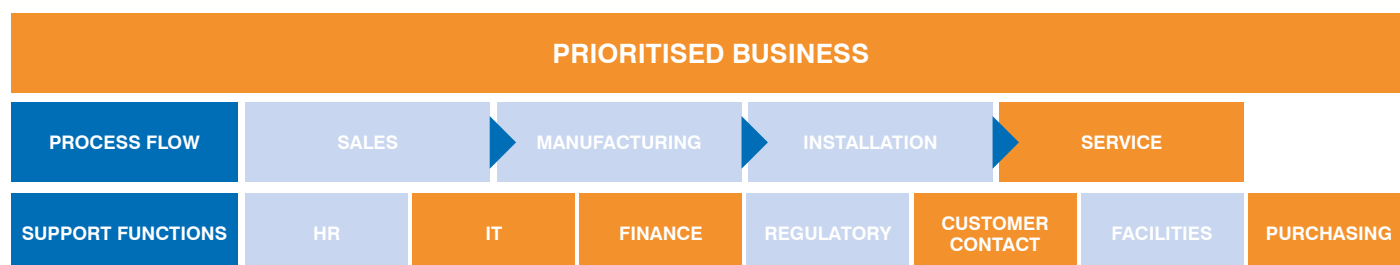 PRIORITISED BUSINESS
PROCESS FLOW
SALES
MANUFACTURING
INSTALLATION
SERVICE
SUPPORT FUNCTIONS
HR
IT
FINANCE
REGULATORY
CUSTOMER
CONTACT
FACILITIES
PURCHASING